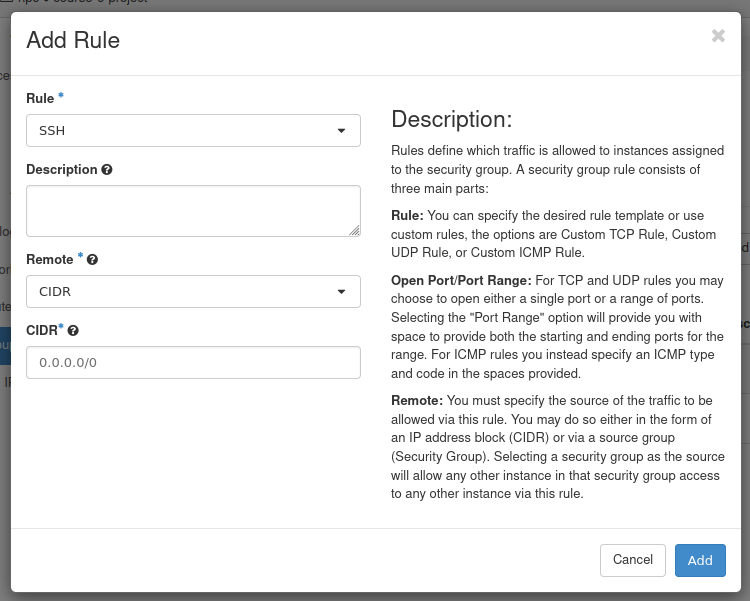 Add Rule
Rule *
SSH
Description
Remote *
CIDR
CIDR*
0.0.0.0/0
Description:
Rules define which traffic is allowed to instances assigned
to the security group. A security group rule consists of
three main parts:
Rule: You can specify the desired rule template or use
custom rules, the options are Custom TCP Rule, Custom
UDP Rule, or Custom ICMP Rule.
Open Port/Port Range: For TCP and UDP rules you may
choose to open either a single port or a range of ports.
Selecting the "Port Range" option will provide you with
space to provide both the starting and ending ports for the
range. For ICMP rules you instead specify an ICMP type
and code in the spaces provided.
Remote: You must specify the source of the traffic to be
allowed via this rule. You may do so either in the form of
an IP address block (CIDR) or via a source group
(Security Group). Selecting a security group as the source
will allow any other instance in that security group access
to any other instance via this rule.
Cancel
Add